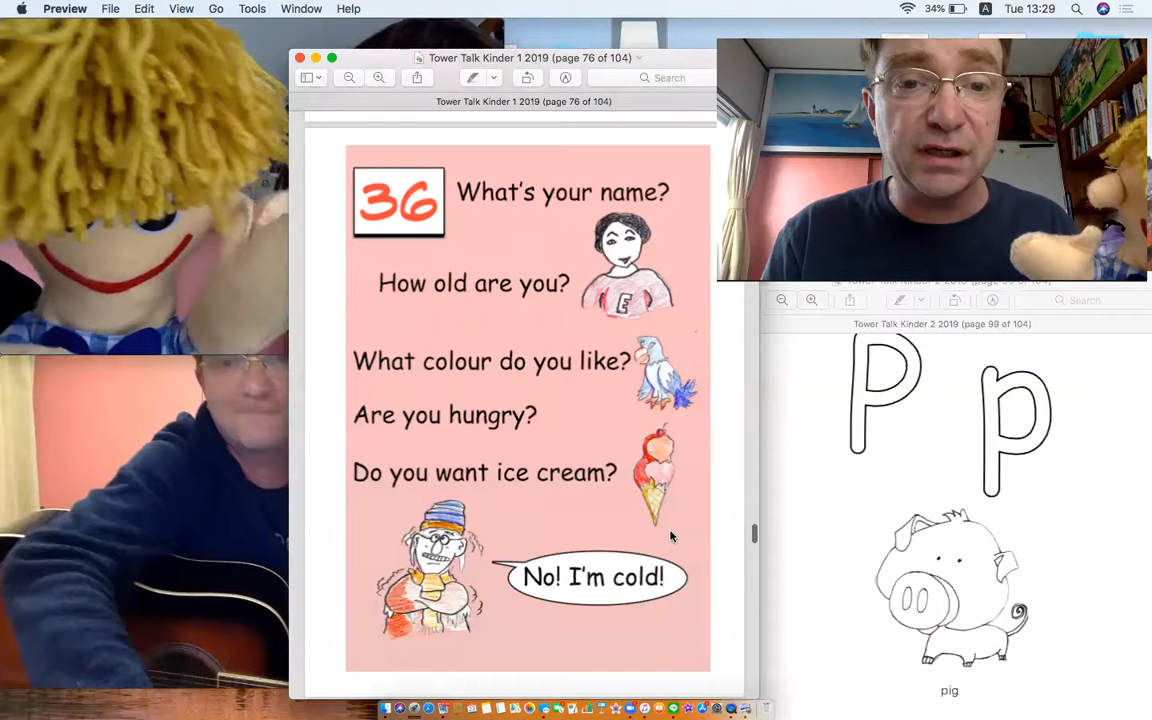 Preview File Edit View Go Tools Window Help
34% A Tue 13:29
Tower Talk Kinder 1 2019 (page 76 of 104)
Search
Tower Talk Kinder 1 2019 (page 76 of 104)
36
What's your name?
How old are you?
E
What colour do you like?
Are you hungry?
Do you want ice cream?
No! I'm cold!
Search
Tower Talk Kinder 2 2019 (page 99 of 104)
P p
pig